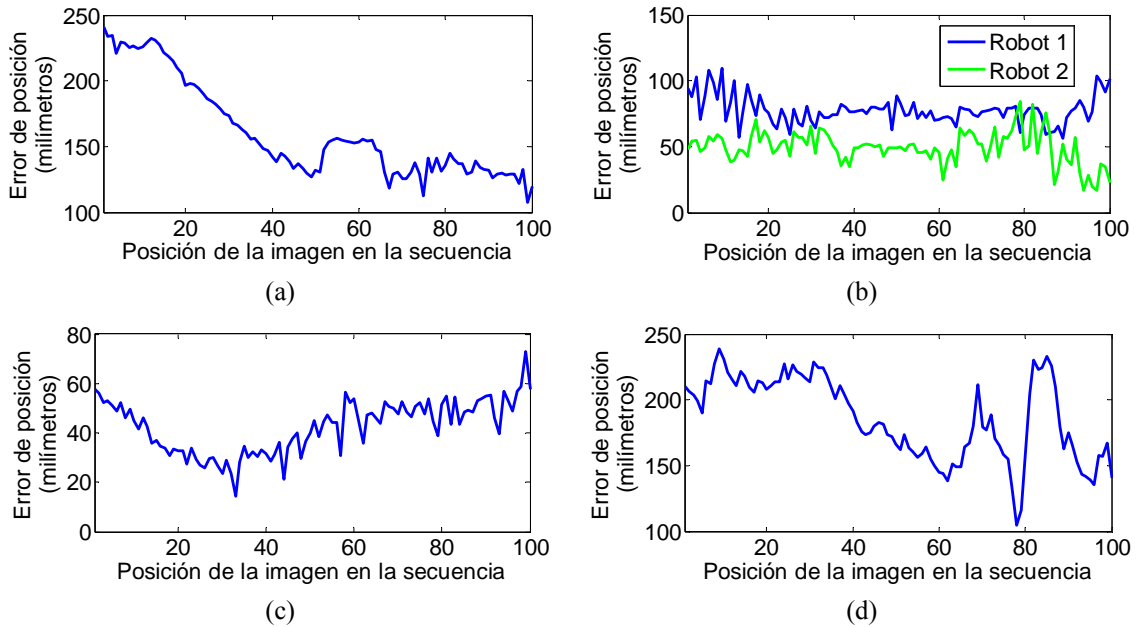 250
200
150
100
20 40 60 80 100
Error de posición
(milímetros)
Posición de la imagen en la secuencia
(a)
150
100
50
0
20 40 60 80 100
Error de posición
(milímetros)
Robot 1
Robot 2
Posición de la imagen en la secuencia
(b)
80
60
40
20
0
20 40 60 80 100
Error de posición
(milímetros)
Posición de la imagen en la secuencia
(c)
250
200
150
100
20 40 60 80 100
Error de posición
(milímetros)
Posición de la imagen en la secuencia
(d)